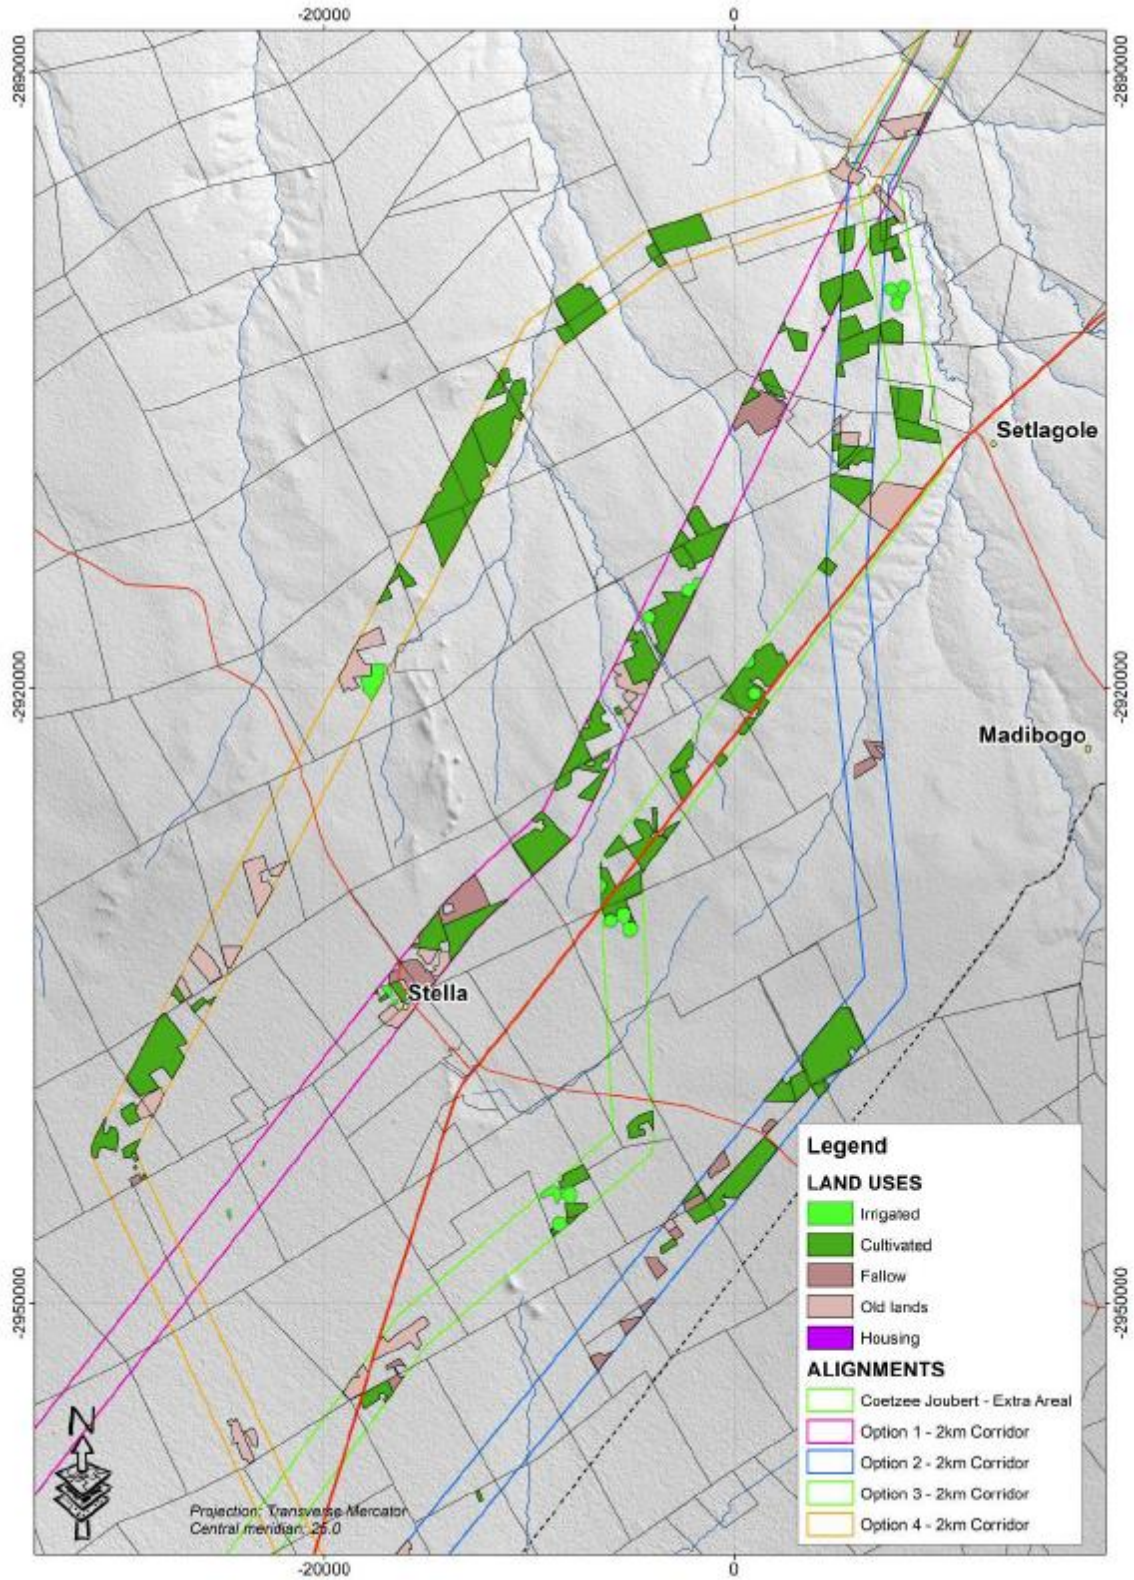 -20000
0
-2890000
-2890000
Setlagole
-2920000
-2920000
Madibogo
Stella
Legend
LAND USES
Irrigated
Cultivated
Fallow
Old lands
Housing
-2950000
-2950000
ALIGNMENTS
Coetzee Joubert - Extra Areal
Option 1 - 2km Corridor
Option 2 - 2km Corridor
Option 3 - 2km Corridor
Option 4 - 2km Corridor
N
Projection: Transverse Mercator
Central meridian: 25.0
-20000
0